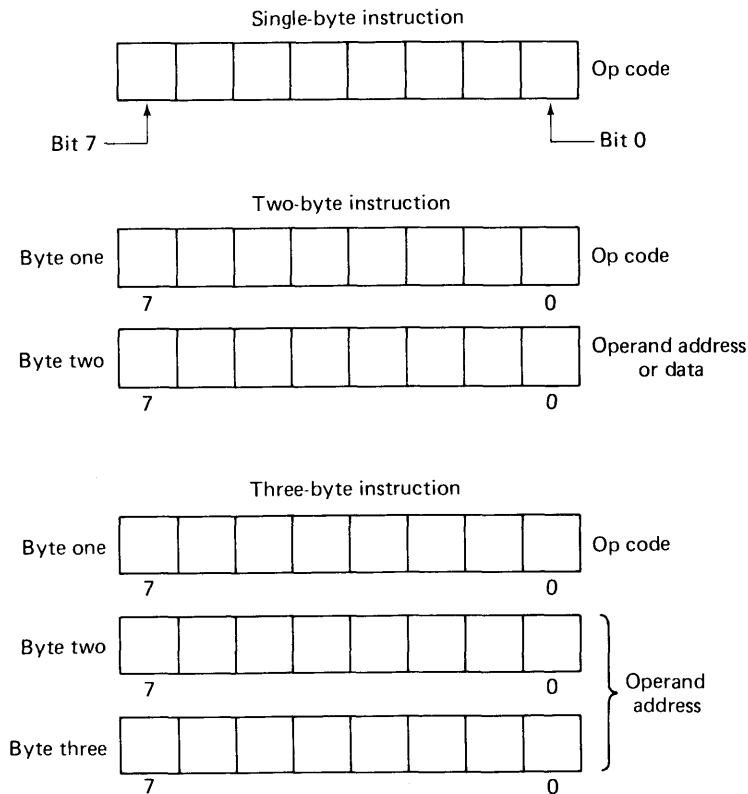 Single-byte instruction
Op code
Bit 7
Bit 0
Two-byte instruction
Byte one
Op code
7 0
Byte two
Operand address
or data
7 0
Three-byte instruction
Byte one
Op code
7 0
Byte two
7 0
Operand
address
Byte three
7 0